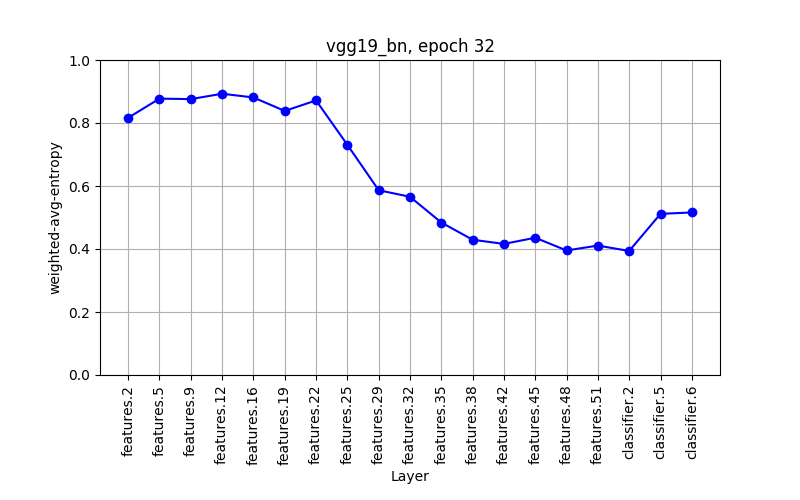 vgg19_bn, epoch 32
1.0
0.8
0.6
0.4
0.2
0.0
weighted-avg-entropy
features.2
features.5
features.9
features.12
features.16
features.19
features.22
features.25
features.29
features.32
features.35
features.38
features.42
features.45
features.48
features.51
classifier.2
classifier.5
classifier.6
Layer